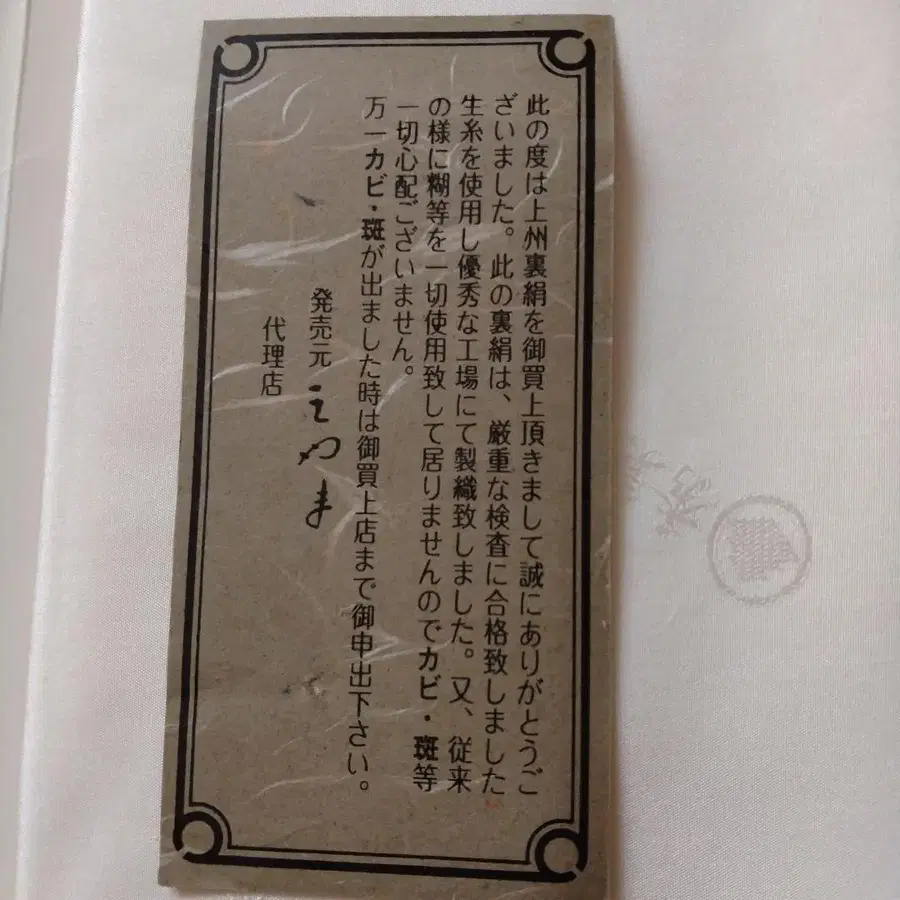 此の度は上州裏絹を御買上頂きまして誠にありがとうご
ざいました。此の裏絹は、厳重な検査に合格致しました
生糸を使用し優秀な工場にて製織致しました。又、従来
の様に糊等を一切使用致して居りませんのでカビ・斑等
一切心配ございません。
万一カビ・斑が出ました時は御買上店まで御申出下さい。
発売元
代理店